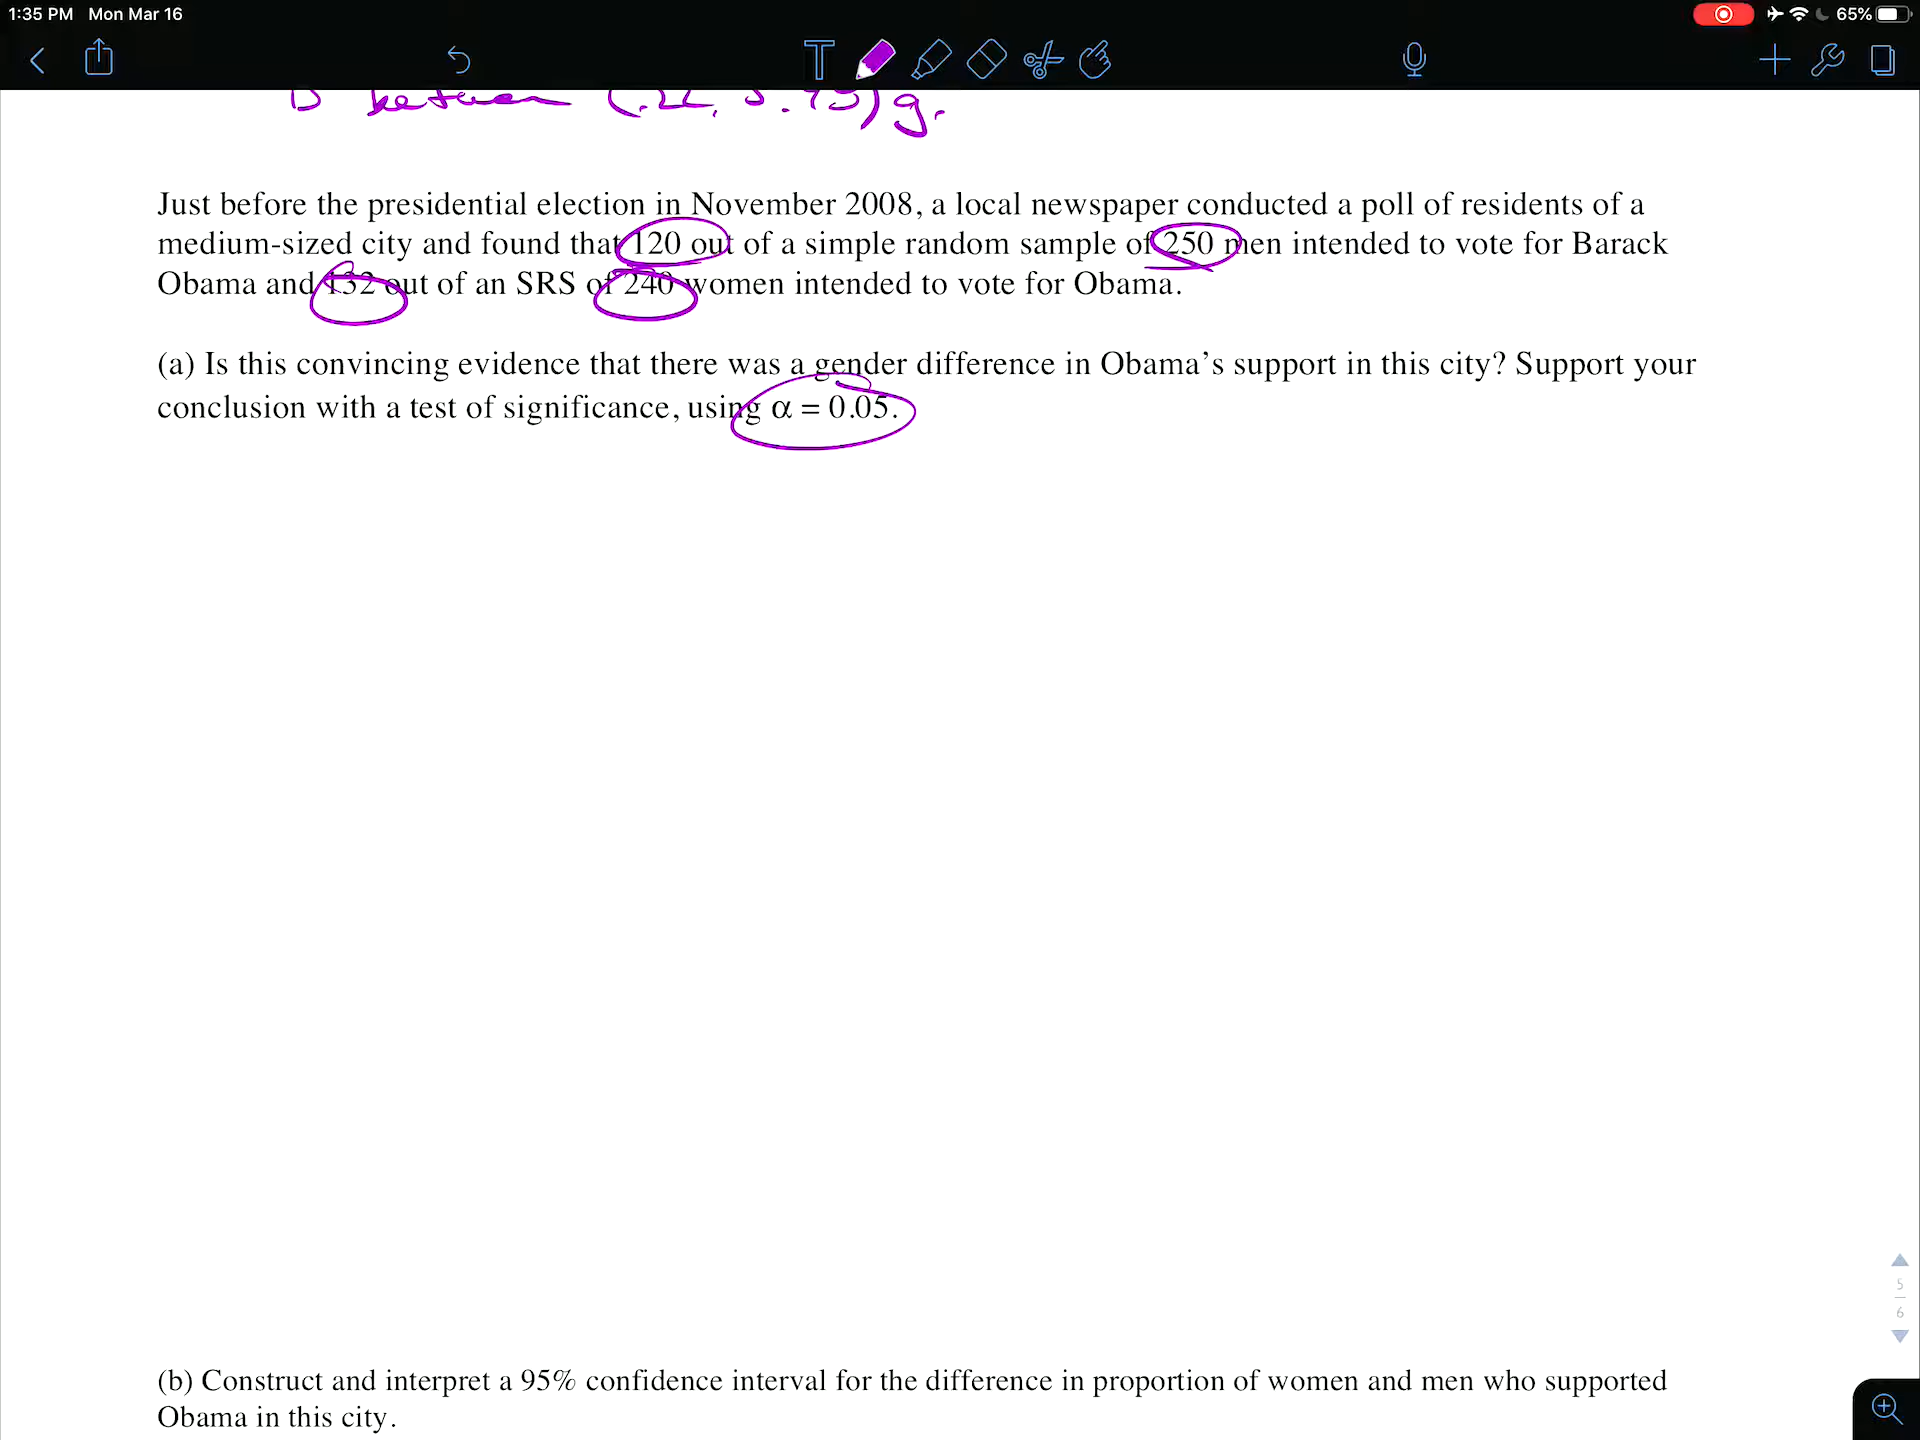 1:35 PM Mon Mar 16
65%
between
g.
Just before the presidential election in November 2008, a local newspaper conducted a poll of residents of a
medium-sized city and found that 120 out of a simple random sample of 250 men intended to vote for Barack
Obama and 132 out of an SRS of 240 women intended to vote for Obama.
(a) Is this convincing evidence that there was a gender difference in Obama’s support in this city? Support your
conclusion with a test of significance, using α = 0.05.
5
6
(b) Construct and interpret a 95% confidence interval for the difference in proportion of women and men who supported
Obama in this city.